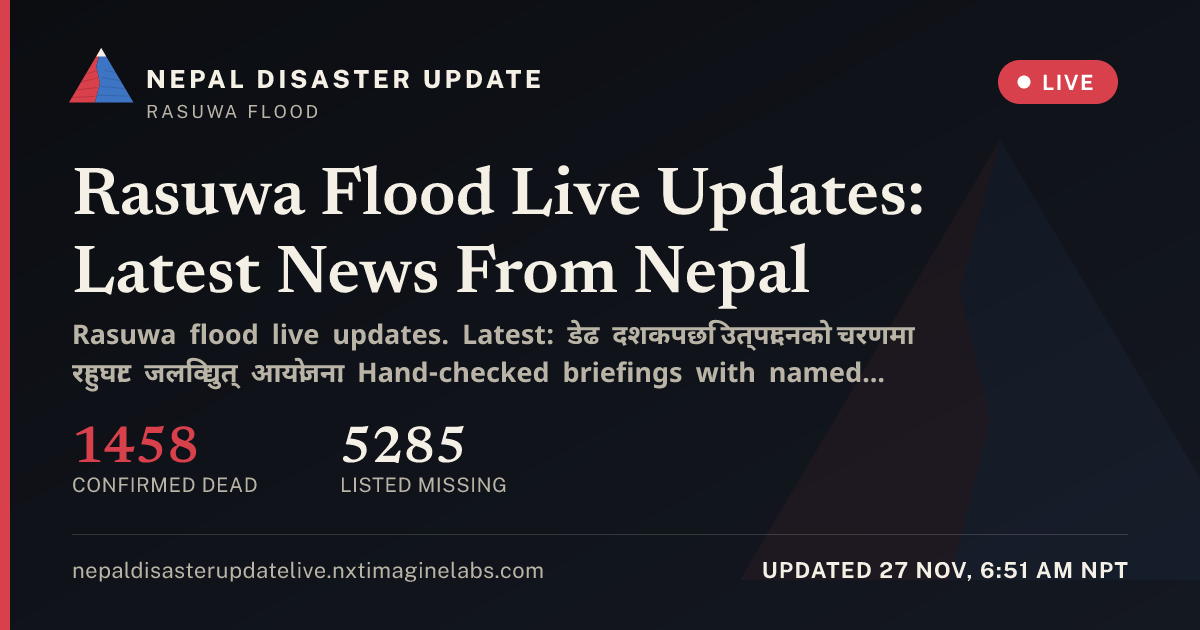 NEPAL DISASTER UPDATE
RASUWA FLOOD
LIVE
Rasuwa Flood Live Updates:
Latest News From Nepal
Rasuwa flood live updates. Latest: डेढ दशकपछि उत्पादनको चरणमा
रहुघाट जलविद्युत् आयोजना Hand-checked briefings with named...
1458
CONFIRMED DEAD
5285
LISTED MISSING
nepaldisasterupdatelive.nxtimaginelabs.com
UPDATED 27 NOV, 6:51 AM NPT